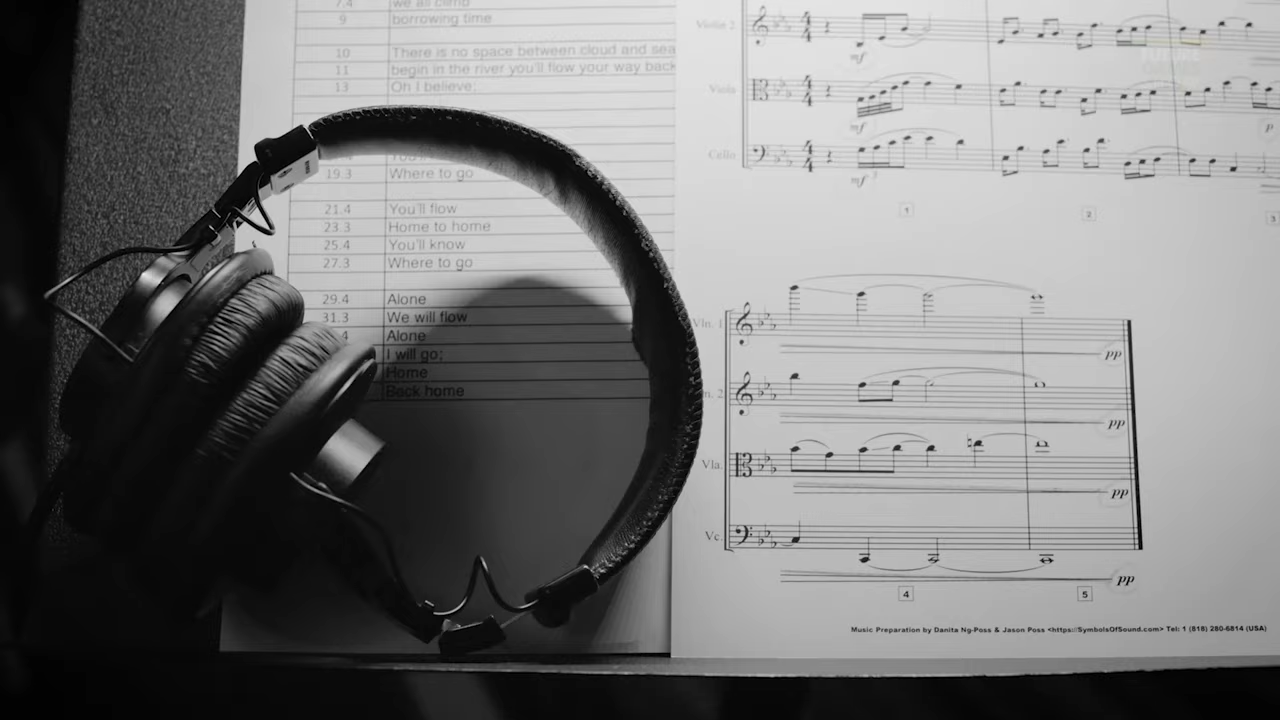 7.4 we all climb
9 borrowing time
10 There is no space between cloud and sea
11 begin in the river you'll flow your way back
13 Oh I believe;
19.3 Where to go
21.4 You'll flow
23.3 Home to home
25.4 You'll know
27.3 Where to go
29.4 Alone
31.3 We will flow
4 Alone
I will go;
Home
Back home
Violin 2
mf
Viola
mf
p
Cello
mf
1 2 3
Vln. 1
pp
n. 2
pp
Vla.
pp
Vc.
pp
4 5
Music Preparation by Danita Ng-Poss & Jason Poss <https://SymbolsOfSound.com> Tel: 1 (818) 280-6814 (USA)